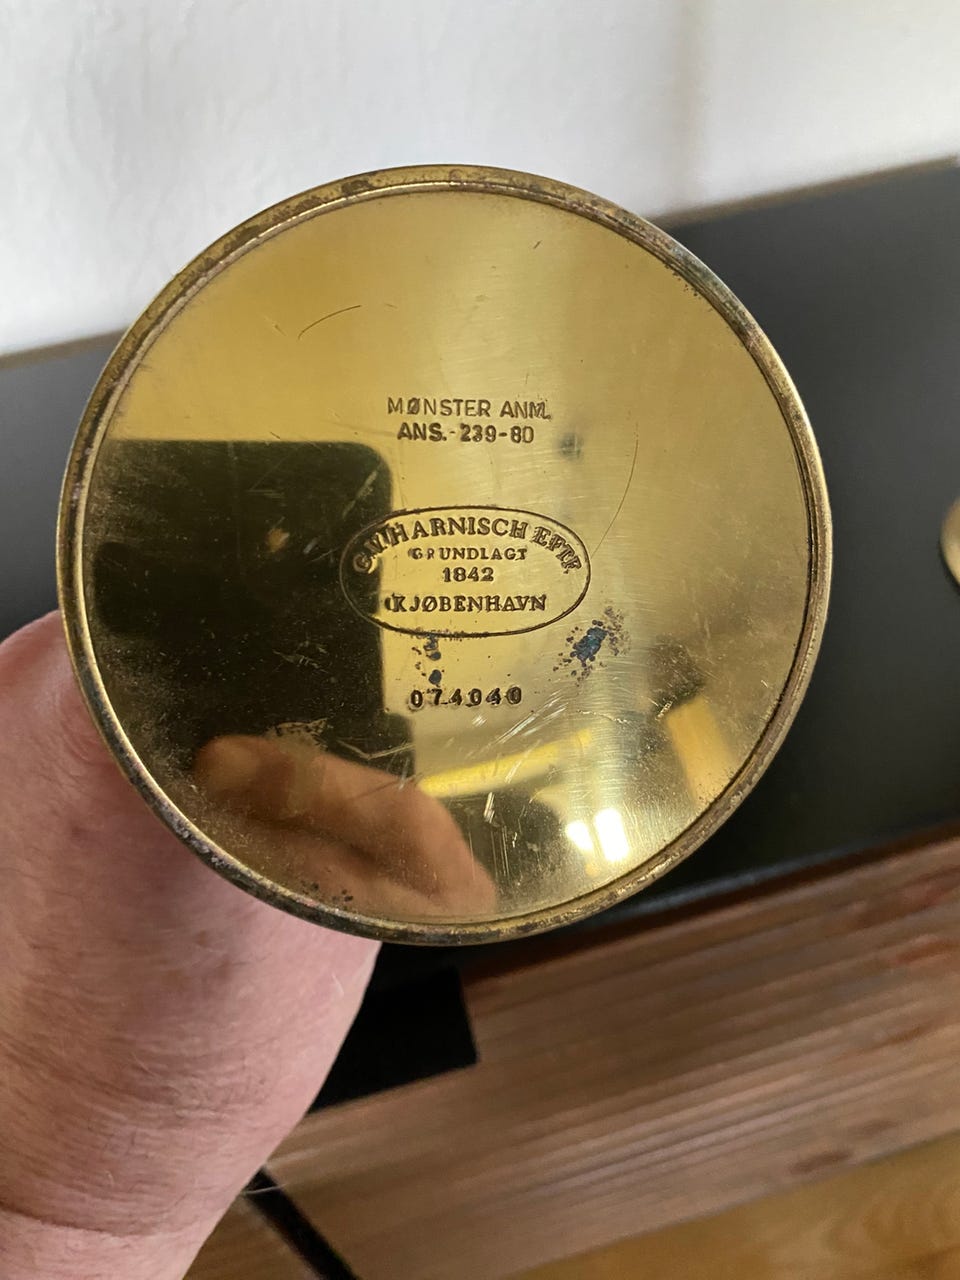 MØNSTER ANM.
ANS.-239-80
G.V. HARNISCH EFTF.
GRUNDLAGT
1842
KJØBENHAVN
074040